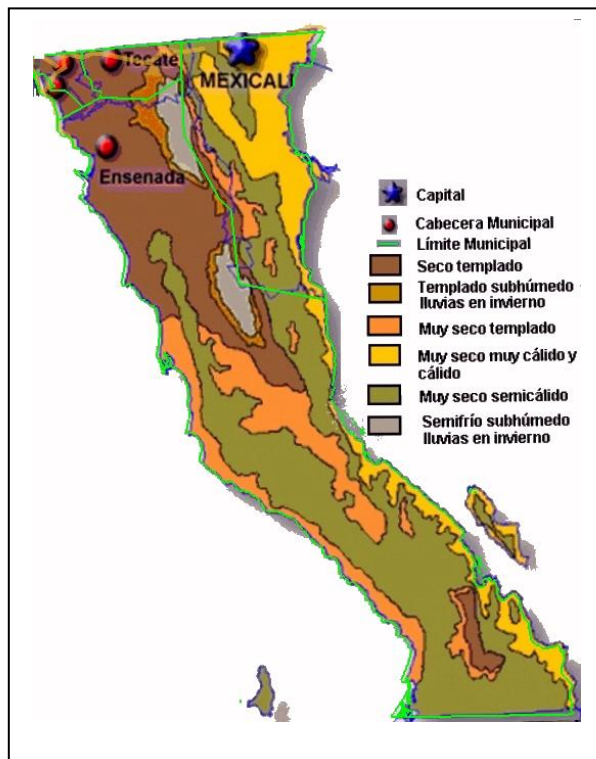 Tecate
MEXICALI
Ensenada
Capital
Cabecera Municipal
Límite Municipal
Seco templado
Templado subhúmedo
lluvias en invierno
Muy seco templado
Muy seco muy cálido y
cálido
Muy seco semicálido
Semifrío subhúmedo
lluvias en invierno